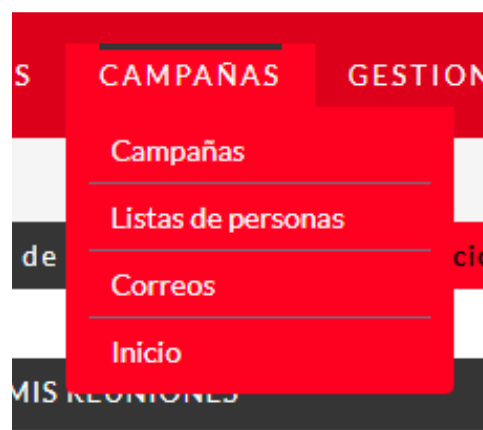 S CAMPAÑAS GESTION
Campañas
Listas de personas
de
Correos
Inicio
MIS REUNIONES